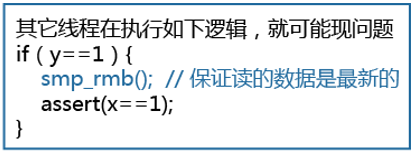 其它线程在执行如下逻辑，就可能现问题
if ( y==1 ) {
smp_rmb();  // 保证读的数据是最新的
assert(x==1);
}